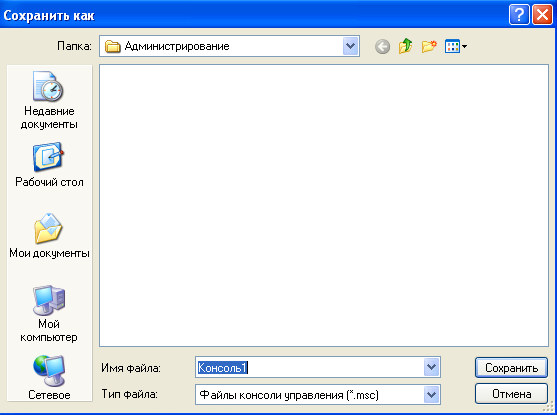 Сохранить как
Папка:
Администрирование
Недавние
документы
Рабочий стол
Мои документы
Мой
компьютер
Сетевое
Имя файла:
Консоль1
Сохранить
Тип файла:
Файлы консоли управления (*.msc)
Отмена